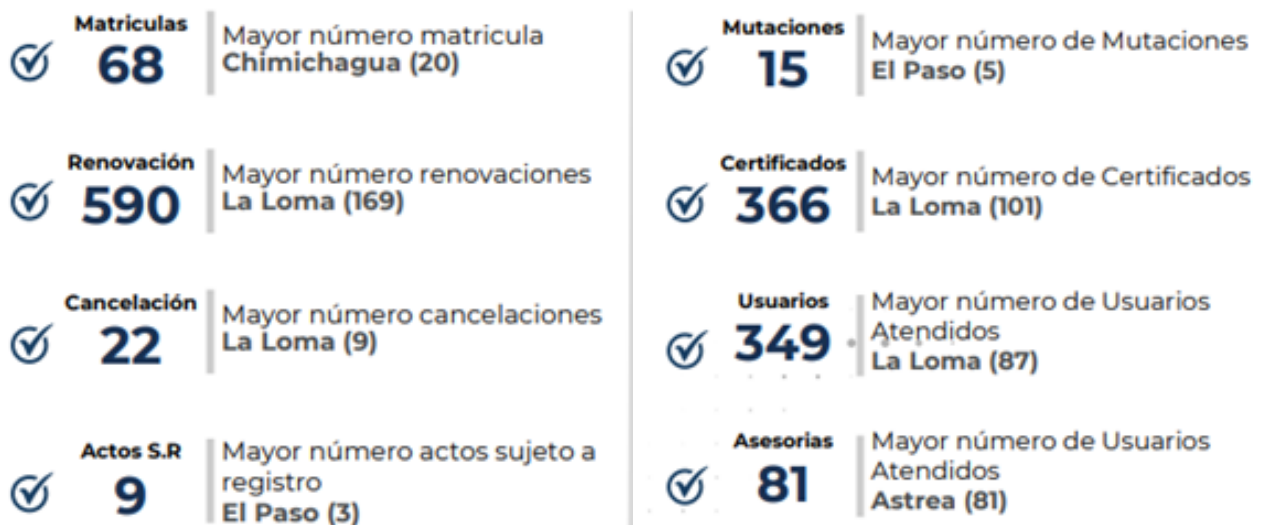 Matriculas
68
Mayor número matricula
Chimichagua (20)
Renovación
590
Mayor número renovaciones
La Loma (169)
Cancelación
22
Mayor número cancelaciones
La Loma (9)
Actos S.R
9
Mayor número actos sujeto a
registro
El Paso (3)
Mutaciones
15
Mayor número de Mutaciones
El Paso (5)
Certificados
366
Mayor número de Certificados
La Loma (101)
Usuarios
349
Mayor número de Usuarios
Atendidos
La Loma (87)
Asesorias
81
Mayor número de Usuarios
Atendidos
Astrea (81)